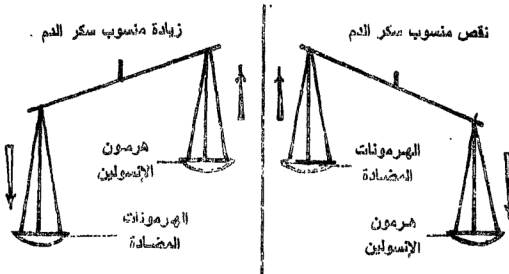 نقص منسوب سكر الدم
زيادة منسوب سكر الدم
الهرمونات
المضادة
هرمون
الإنسولين
هرمون
الإنسولين
الهرمونات
المضادة